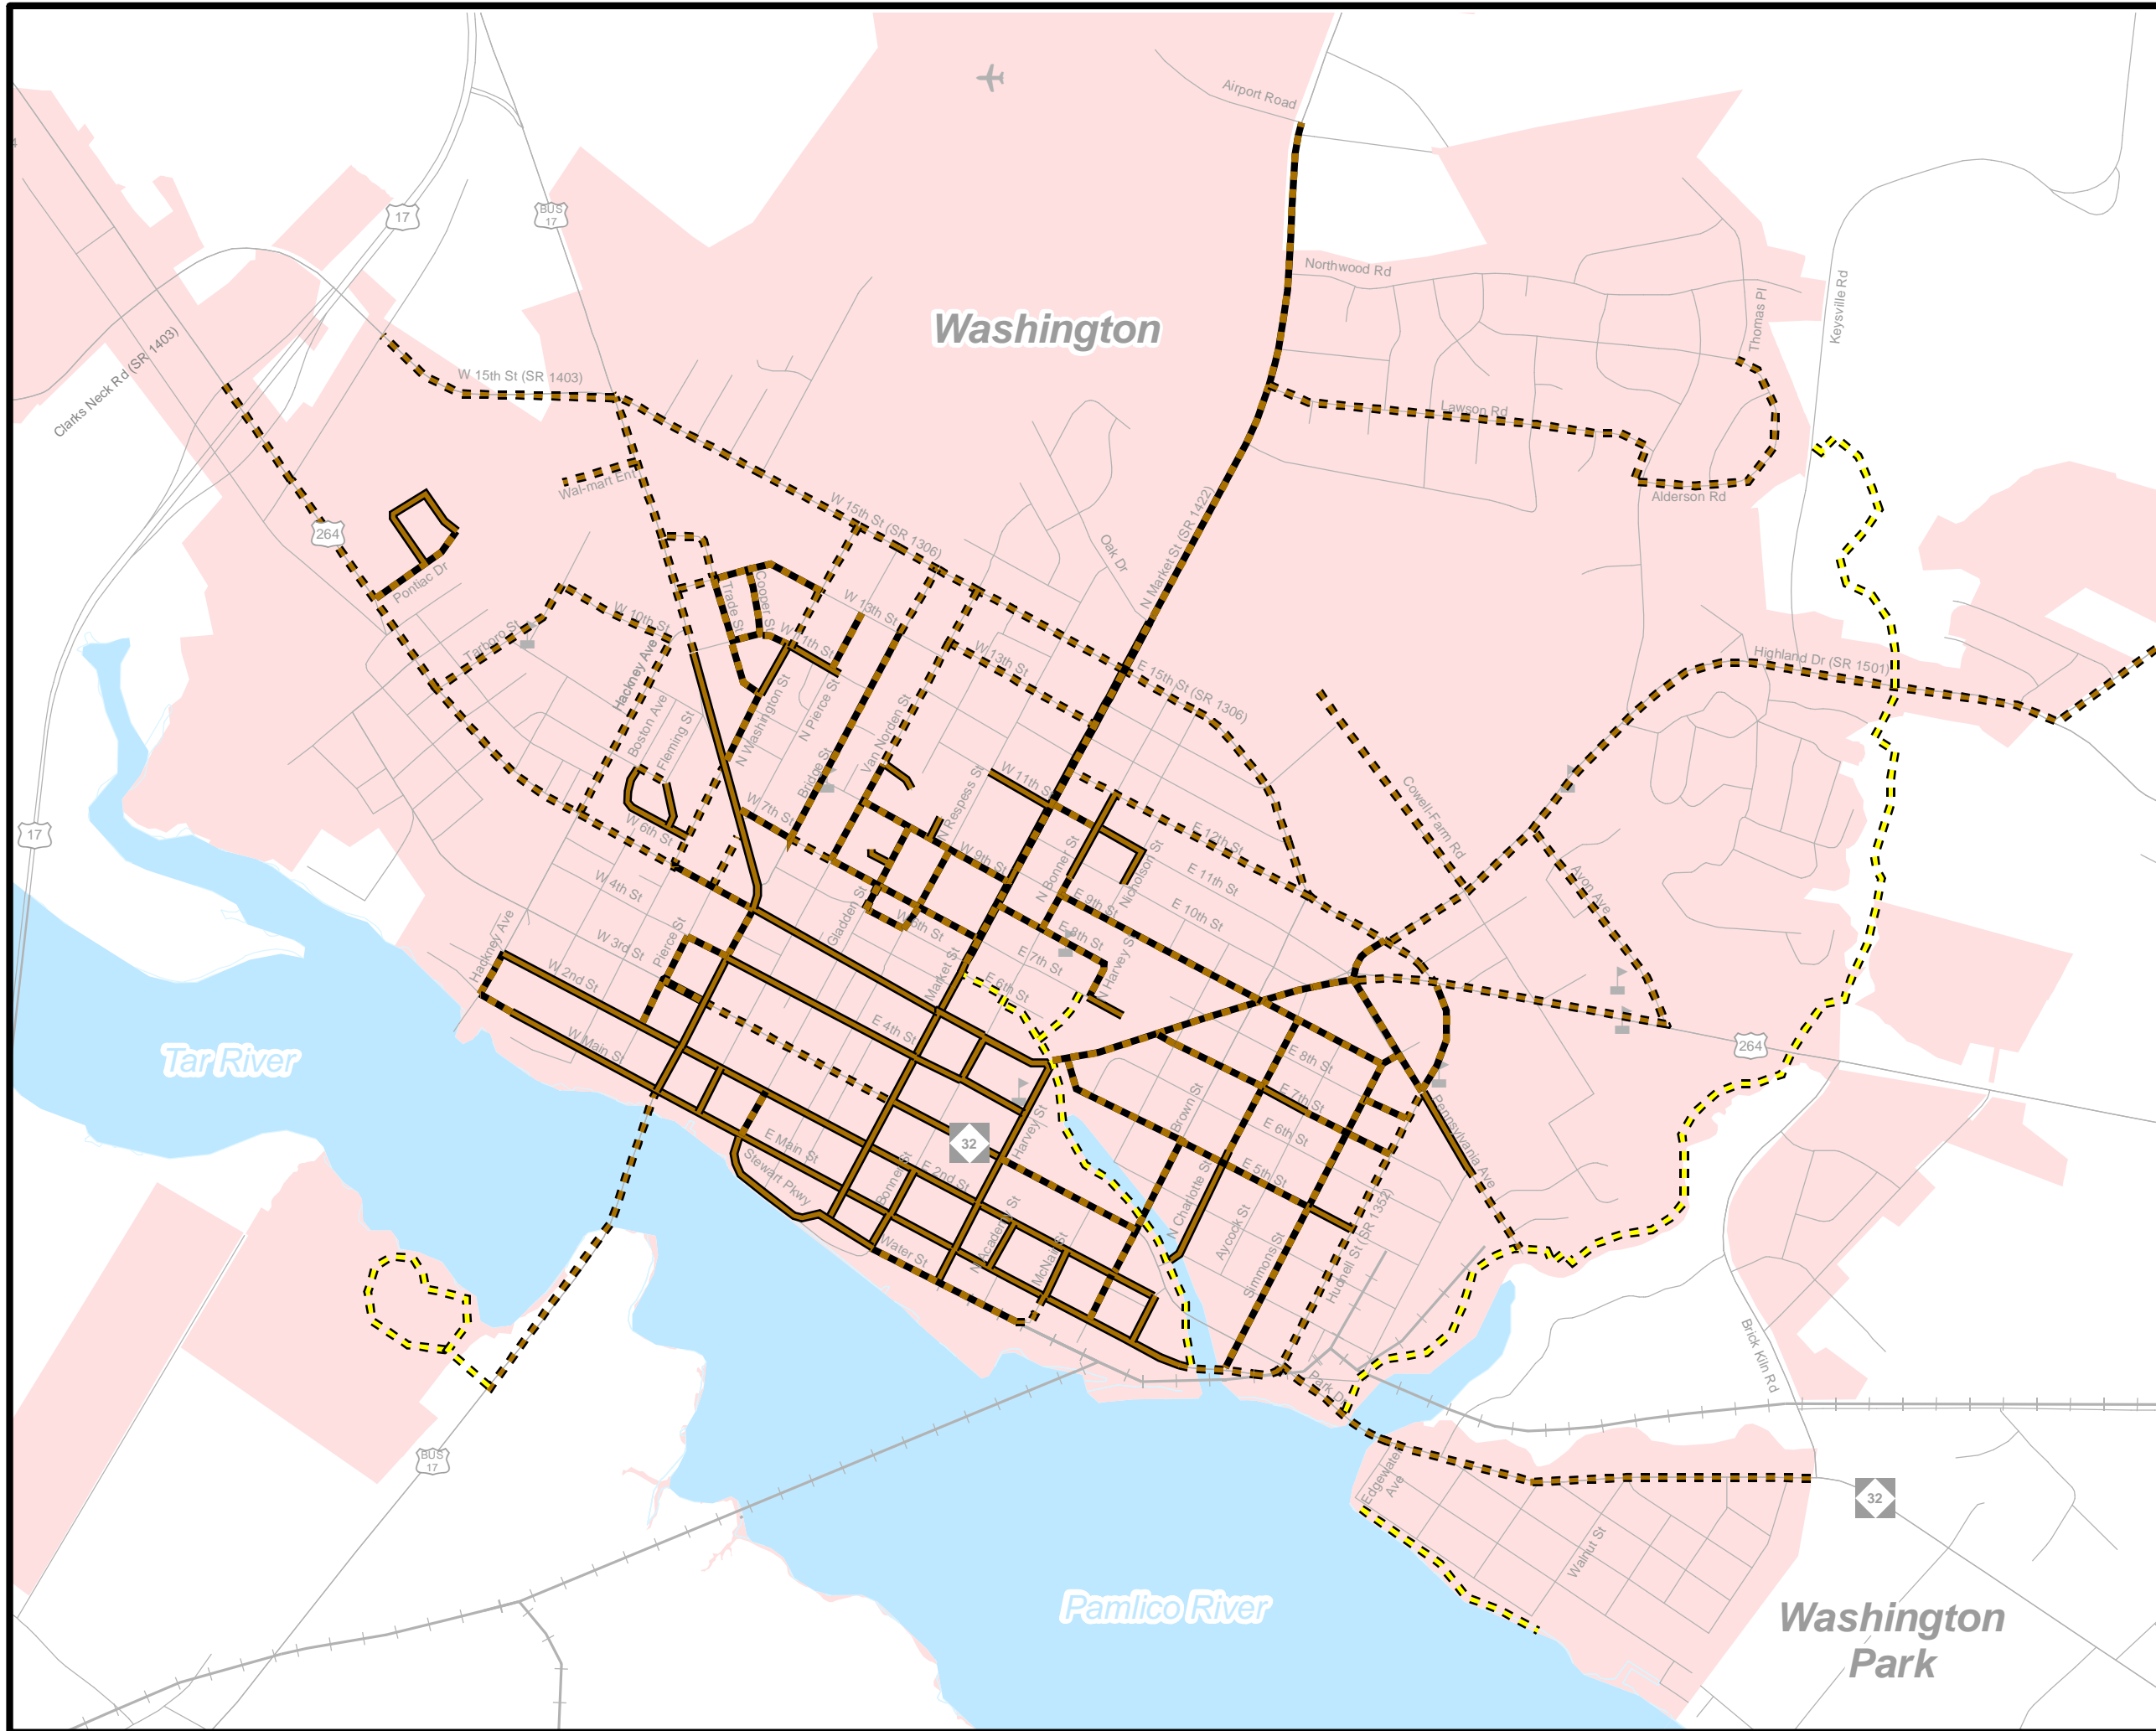 Airport Road
17
BUS
17
Northwood Rd
Thomas Pl
Keysville Rd
Washington
Clarks Neck Rd (SR 1403)
W 15th St (SR 1403)
Lawson Rd
Wal-mart Ent
Alderson Rd
W 15th St (SR 1306)
N Market St (SR 1422)
264
Oak Dr
Pontiac Dr
Trade St
Cooper St
W 13th St
W 10th St
Tarboro St
W 11th St
W 13th St
Hackney Ave
E 15th St (SR 1306)
Highland Dr (SR 1501)
Boston Ave
Fleming St
N Washington St
N Pierce St
Van Norden St
Bridge St
W 7th St
N Respess St
W 11th St
Cowell-Farm Rd
17
W 6th St
E 12th St
W 9th St
N Bonner St
Nicholson St
E 11th St
Avon Ave
W 4th St
Gladden St
E 9th St
E 10th St
Hackney Ave
W 3rd St
Pierce St
E 8th St
E 7th St
N Harvey St
W 2nd St
Market St
E 6th St
W Main St
E 4th St
264
Tar River
E 8th St
E 7th St
Brown St
Pennsylvania Ave
32
Harvey St
E 6th St
E Main St
Stewart Pkwy
Bonner St
E 2nd St
E 5th St
N Charlotte St
Aycock St
Water St
N Academy St
McNair St
Simmons St
Hudnell St (SR 1352)
Park Dr
Brick Kiln Rd
BUS
17
Edgewater
Ave
32
Walnut St
Pamlico River
Washington
Park